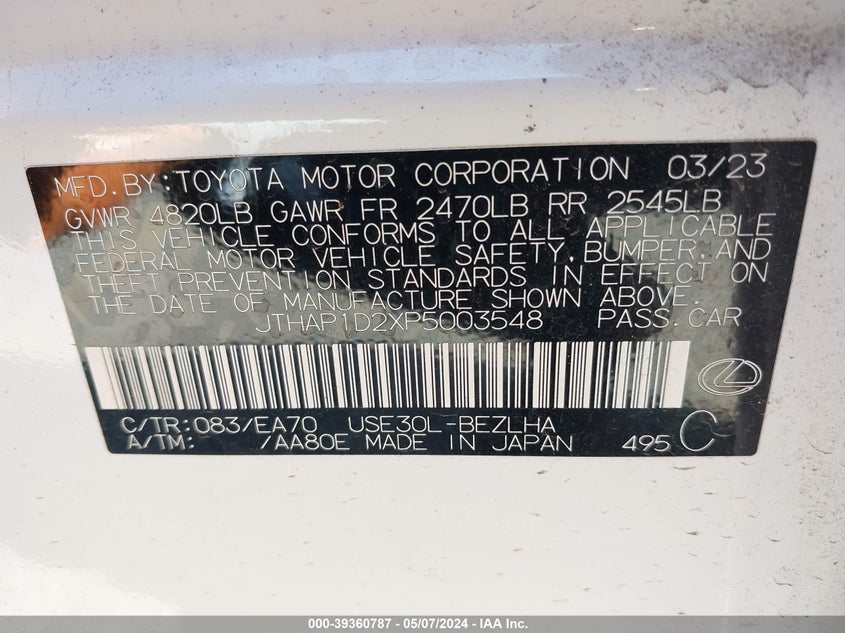 MFD. BY: TOYOTA MOTOR CORPORATION 03/23
GVWR 4820LB GAWR FR 2470LB RR 2545LB
THIS VEHICLE CONFORMS TO ALL APPLICABLE
FEDERAL MOTOR VEHICLE SAFETY, BUMPER, AND
THEFT PREVENTION STANDARDS IN EFFECT ON
THE DATE OF MANUFACTURE SHOWN ABOVE.
JTHAP1D2XP5003548 PASS. CAR
C/TR: 083/EA70 USE30L-BEZLHA
A/TM: /AA80E MADE IN JAPAN 495 C
000-39360787 - 05/07/2024 - IAA Inc.